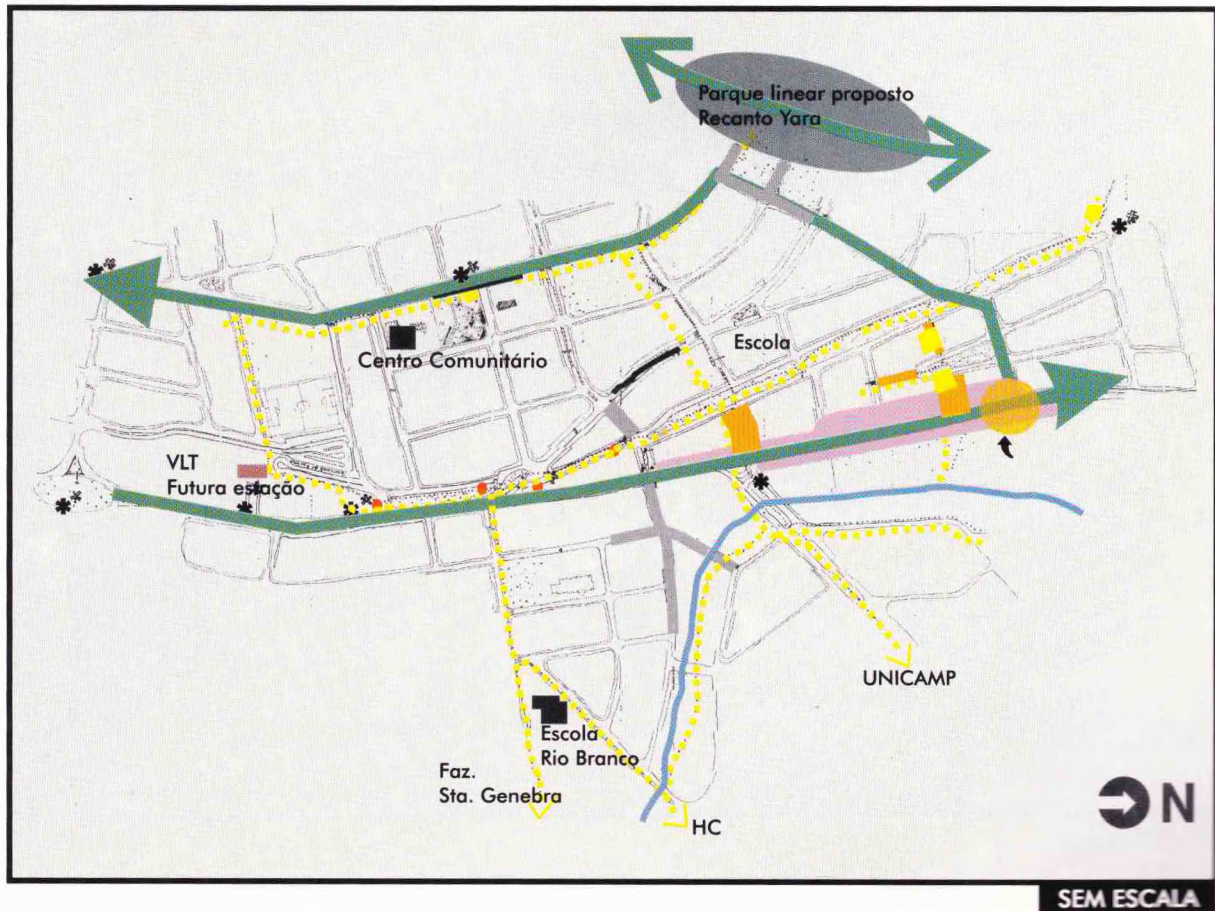 Parque linear proposto
Recanto Yara
Escola
Centro Comunitário
VLT
Futura estação
UNICAMP
Escola
Rio Branco
Faz.
Sta. Genebra
HC
N
SEM ESCALA